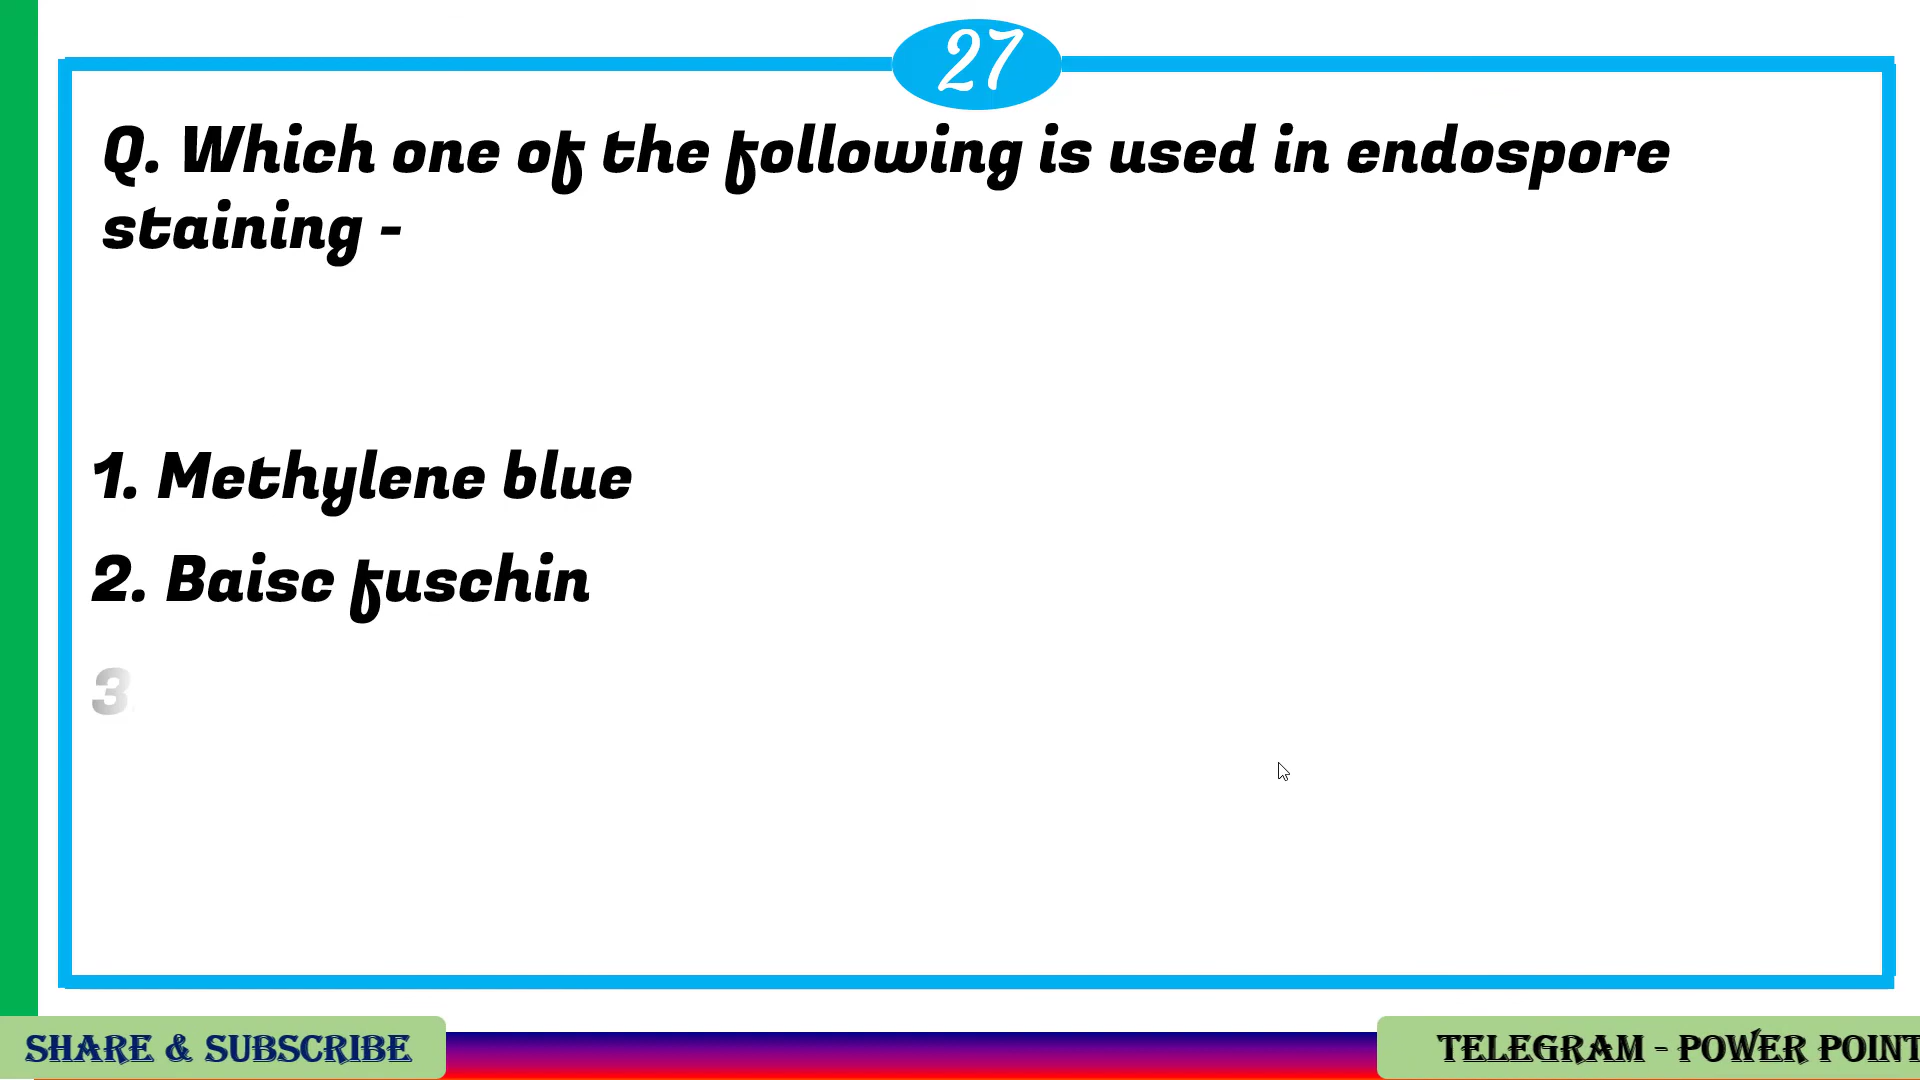 27
Q. Which one of the following is used in endospore
staining -
1. Methylene blue
2. Baisc fuschin
3.
SHARE & SUBSCRIBE
TELEGRAM - POWER POINT